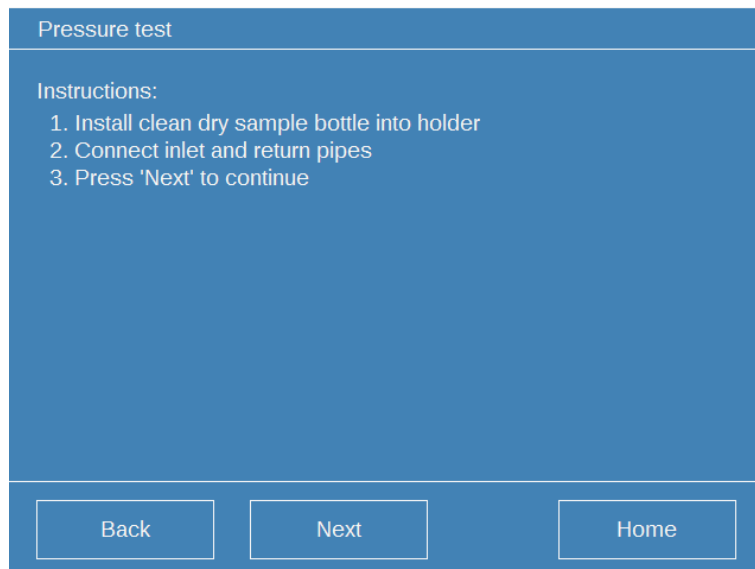 Pressure test
Instructions:
1. Install clean dry sample bottle into holder
2. Connect inlet and return pipes
3. Press 'Next' to continue
Back Next Home